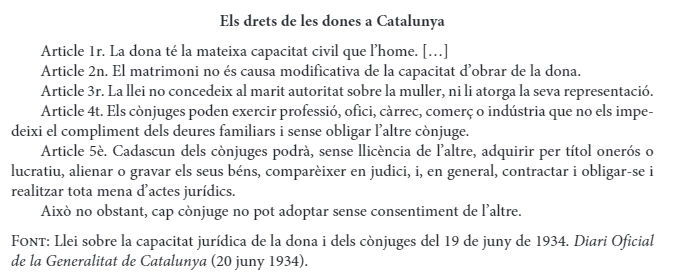 Els drets de les dones a Catalunya
Article 1r. La dona té la mateixa capacitat civil que l'home. […]
Article 2n. El matrimoni no és causa modificativa de la capacitat d'obrar de la dona.
Article 3r. La llei no concedeix al marit autoritat sobre la muller, ni li atorga la seva representació.
Article 4t. Els cònjuges poden exercir professió, ofici, càrrec, comerç o indústria que no els impe-
deixi el compliment dels deures familiars i sense obligar l'altre cònjuge.
Article 5è. Cadascun dels cònjuges podrà, sense llicència de l'altre, adquirir per títol onerós o
lucratiu, alienar o gravar els seus béns, comparèixer en judici, i, en general, contractar i obligar-se i
realitzar tota mena d'actes jurídics.
Això no obstant, cap cònjuge no pot adoptar sense consentiment de l'altre.
FONT: Llei sobre la capacitat jurídica de la dona i dels cònjuges del 19 de juny de 1934. Diari Oficial
de la Generalitat de Catalunya (20 juny 1934).